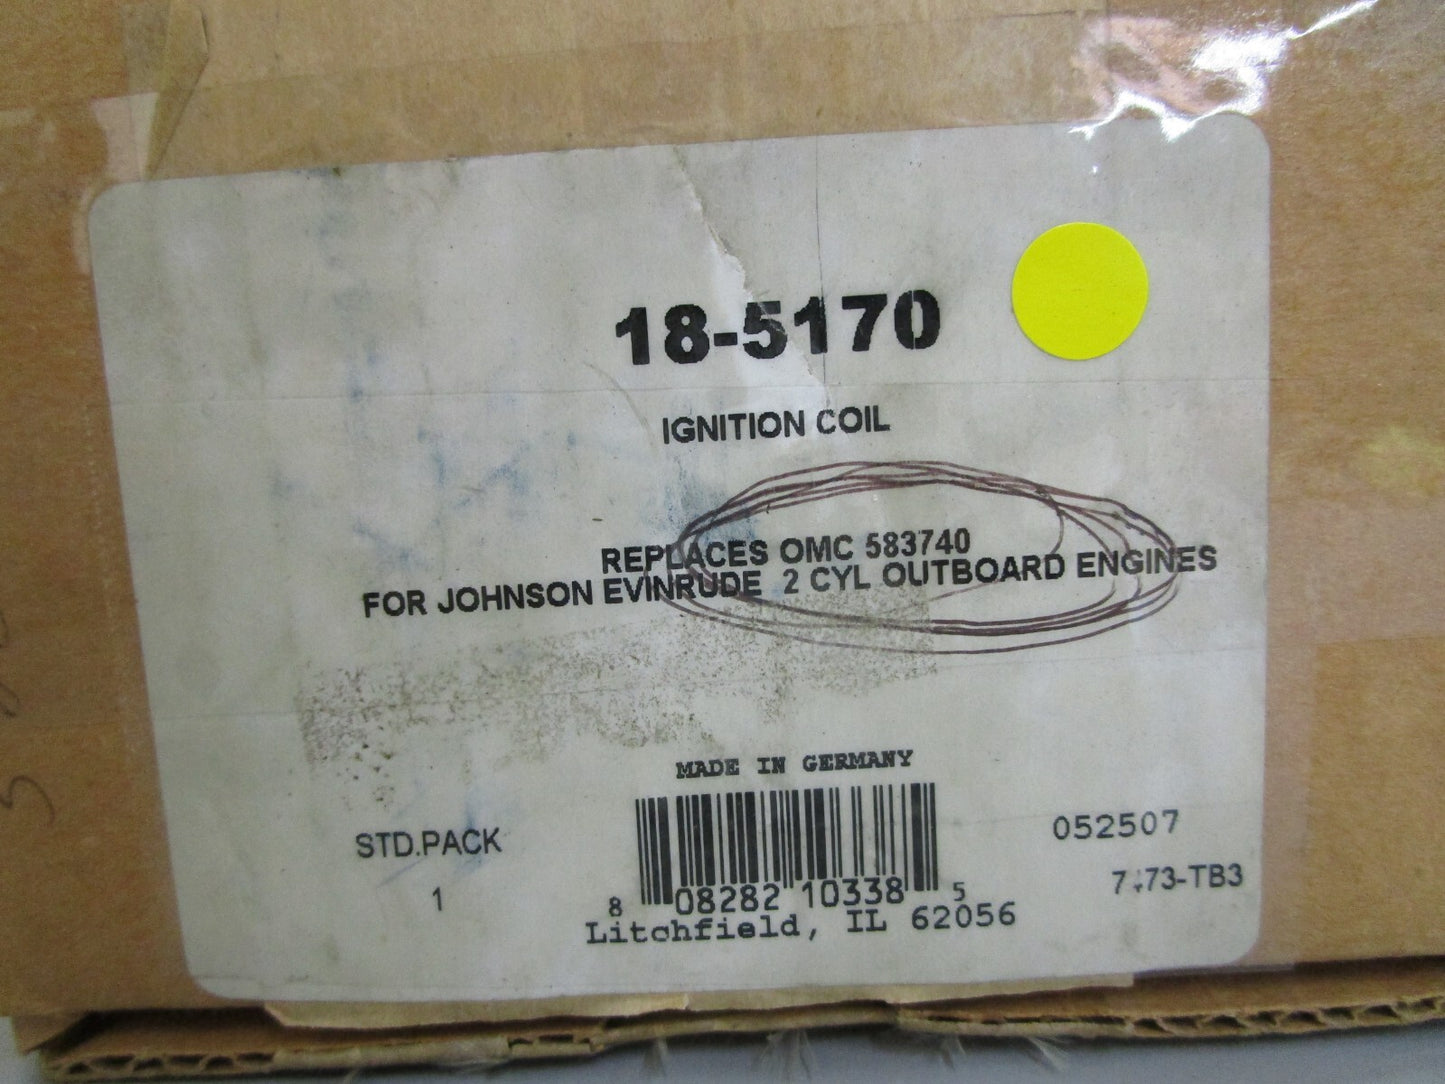 18-5170
IGNITION COIL
REPLACES OMC 583740
FOR JOHNSON EVINRUDE 2 CYL OUTBOARD ENGINES
MADE IN GERMANY
STD.PACK
1
8 08282 10338 5
Litchfield, IL 62056
052507